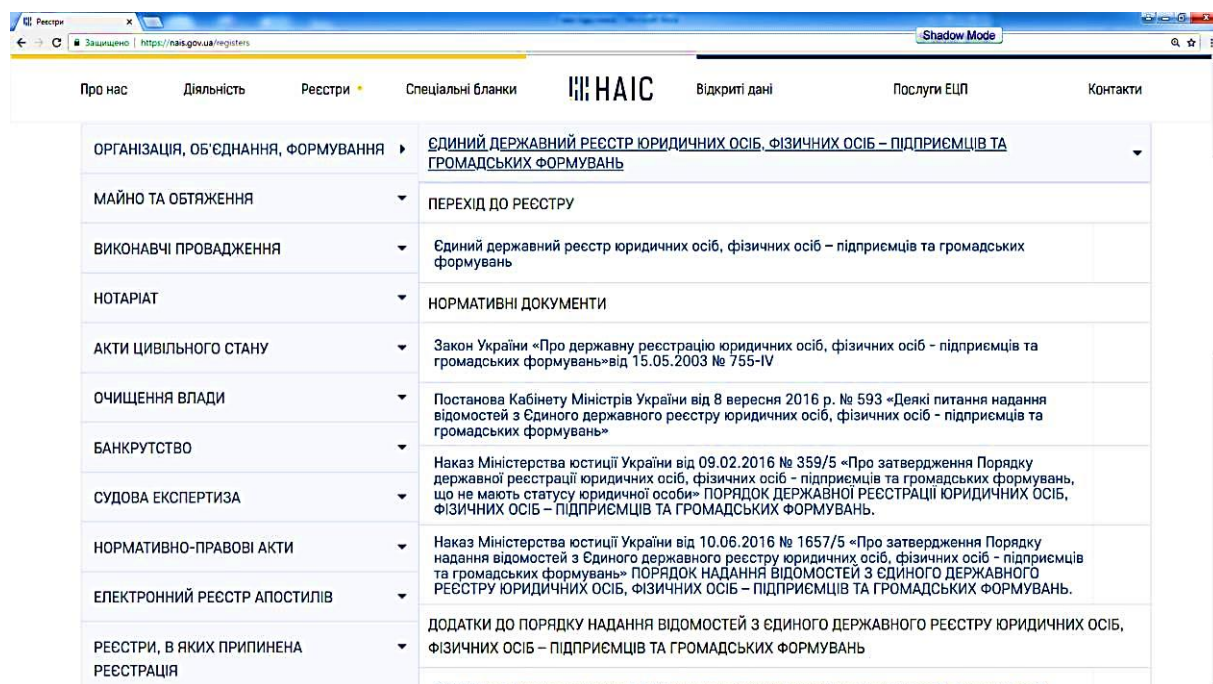 Реєстри
Shadow Mode
Защищено | https://nais.gov.ua/registers
Про нас Діяльність Реєстри Спеціальні бланки НАІС Відкриті дані Послуги ЕЦП Контакти
ОРГАНІЗАЦІЯ, ОБ'ЄДНАННЯ, ФОРМУВАННЯ
МАЙНО ТА ОБТЯЖЕННЯ
ВИКОНАВЧІ ПРОВАДЖЕННЯ
НОТАРІАТ
АКТИ ЦИВІЛЬНОГО СТАНУ
ОЧИЩЕННЯ ВЛАДИ
БАНКРУТСТВО
СУДОВА ЕКСПЕРТИЗА
НОРМАТИВНО-ПРАВОВІ АКТИ
ЕЛЕКТРОННИЙ РЕЄСТР АПОСТИЛІВ
РЕЄСТРИ, В ЯКИХ ПРИПИНЕНА
РЕЄСТРАЦІЯ
ЄДИНИЙ ДЕРЖАВНИЙ РЕЄСТР ЮРИДИЧНИХ ОСІБ, ФІЗИЧНИХ ОСІБ – ПІДПРИЄМЦІВ ТА
ГРОМАДСЬКИХ ФОРМУВАНЬ
ПЕРЕХІД ДО РЕЄСТРУ
Єдиний державний реєстр юридичних осіб, фізичних осіб – підприємців та громадських
формувань
НОРМАТИВНІ ДОКУМЕНТИ
Закон України «Про державну реєстрацію юридичних осіб, фізичних осіб - підприємців та
громадських формувань»від 15.05.2003 № 755-IV
Постанова Кабінету Міністрів України від 8 вересня 2016 р. № 593 «Деякі питання надання
відомостей з Єдиного державного реєстру юридичних осіб, фізичних осіб - підприємців та
громадських формувань»
Наказ Міністерства юстиції України від 09.02.2016 № 359/5 «Про затвердження Порядку
державної реєстрації юридичних осіб, фізичних осіб - підприємців та громадських формувань,
що не мають статусу юридичної особи» ПОРЯДОК ДЕРЖАВНОЇ РЕЄСТРАЦІЇ ЮРИДИЧНИХ ОСІБ,
ФІЗИЧНИХ ОСІБ – ПІДПРИЄМЦІВ ТА ГРОМАДСЬКИХ ФОРМУВАНЬ.
Наказ Міністерства юстиції України від 10.06.2016 № 1657/5 «Про затвердження Порядку
надання відомостей з Єдиного державного реєстру юридичних осіб, фізичних осіб - підприємців
та громадських формувань» ПОРЯДОК НАДАННЯ ВІДОМОСТЕЙ З ЄДИНОГО ДЕРЖАВНОГО
РЕЄСТРУ ЮРИДИЧНИХ ОСІБ, ФІЗИЧНИХ ОСІБ – ПІДПРИЄМЦІВ ТА ГРОМАДСЬКИХ ФОРМУВАНЬ.
ДОДАТКИ ДО ПОРЯДКУ НАДАННЯ ВІДОМОСТЕЙ З ЄДИНОГО ДЕРЖАВНОГО РЕЄСТРУ ЮРИДИЧНИХ ОСІБ,
ФІЗИЧНИХ ОСІБ – ПІДПРИЄМЦІВ ТА ГРОМАДСЬКИХ ФОРМУВАНЬ